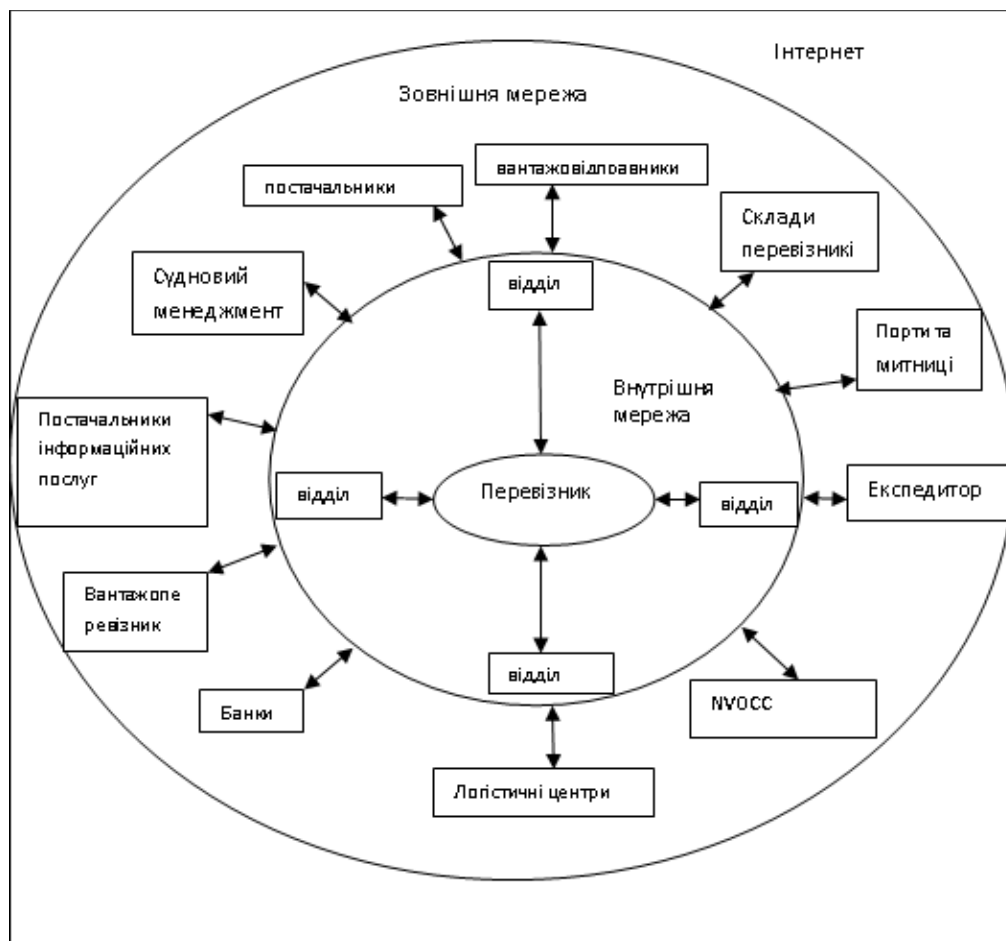 Інтернет
Зовнішня мережа
вантажовідправники
постачальники
Склади
перевізникі
Судновий
менеджмент
відділ
Порти та
митниці
Внутрішня
мережа
Постачальники
інформаційних
послуг
відділ
Перевізник
відділ
Експедитор
Вантажопе
ревізник
відділ
Банки
NVOCC
Логістичні центри